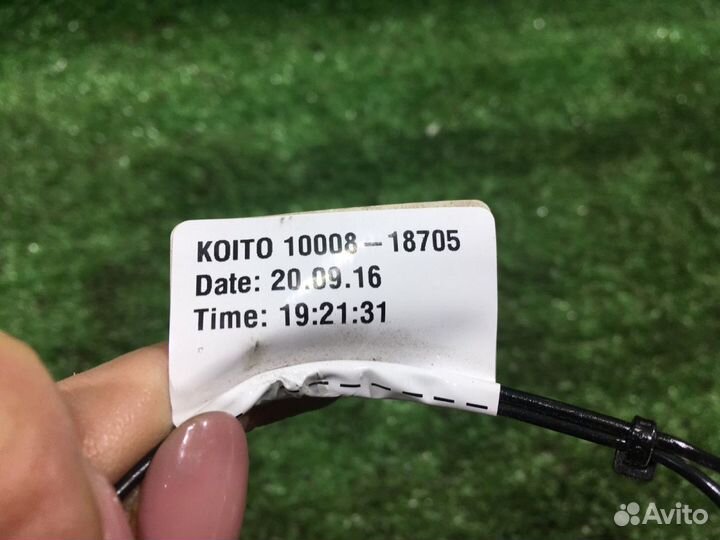 KOITO 10008-18705
Date: 20.09.16
Time: 19:21:31
Avito